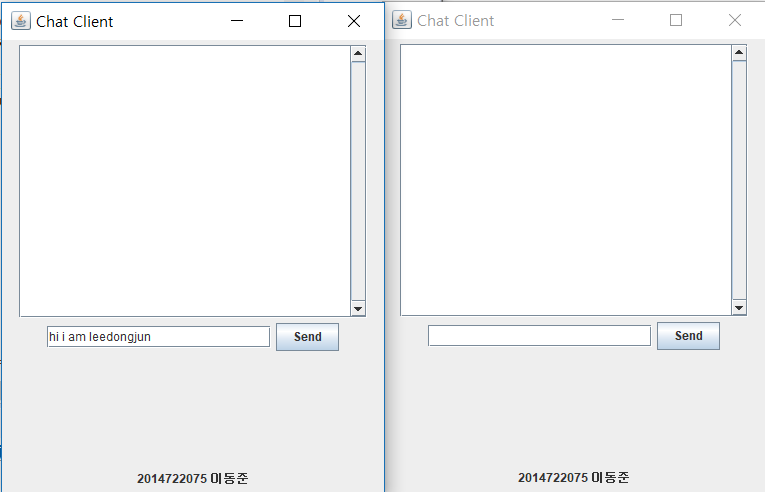 Chat Client
hi i am leedongjun
Send
2014722075 이동준
Chat Client
Send
2014722075 이동준